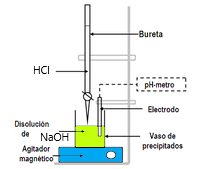 Bureta
HCl
pH-metro
Electrodo
Disolución
de
NaOH
Vaso de
precipitados
Agitador
magnético